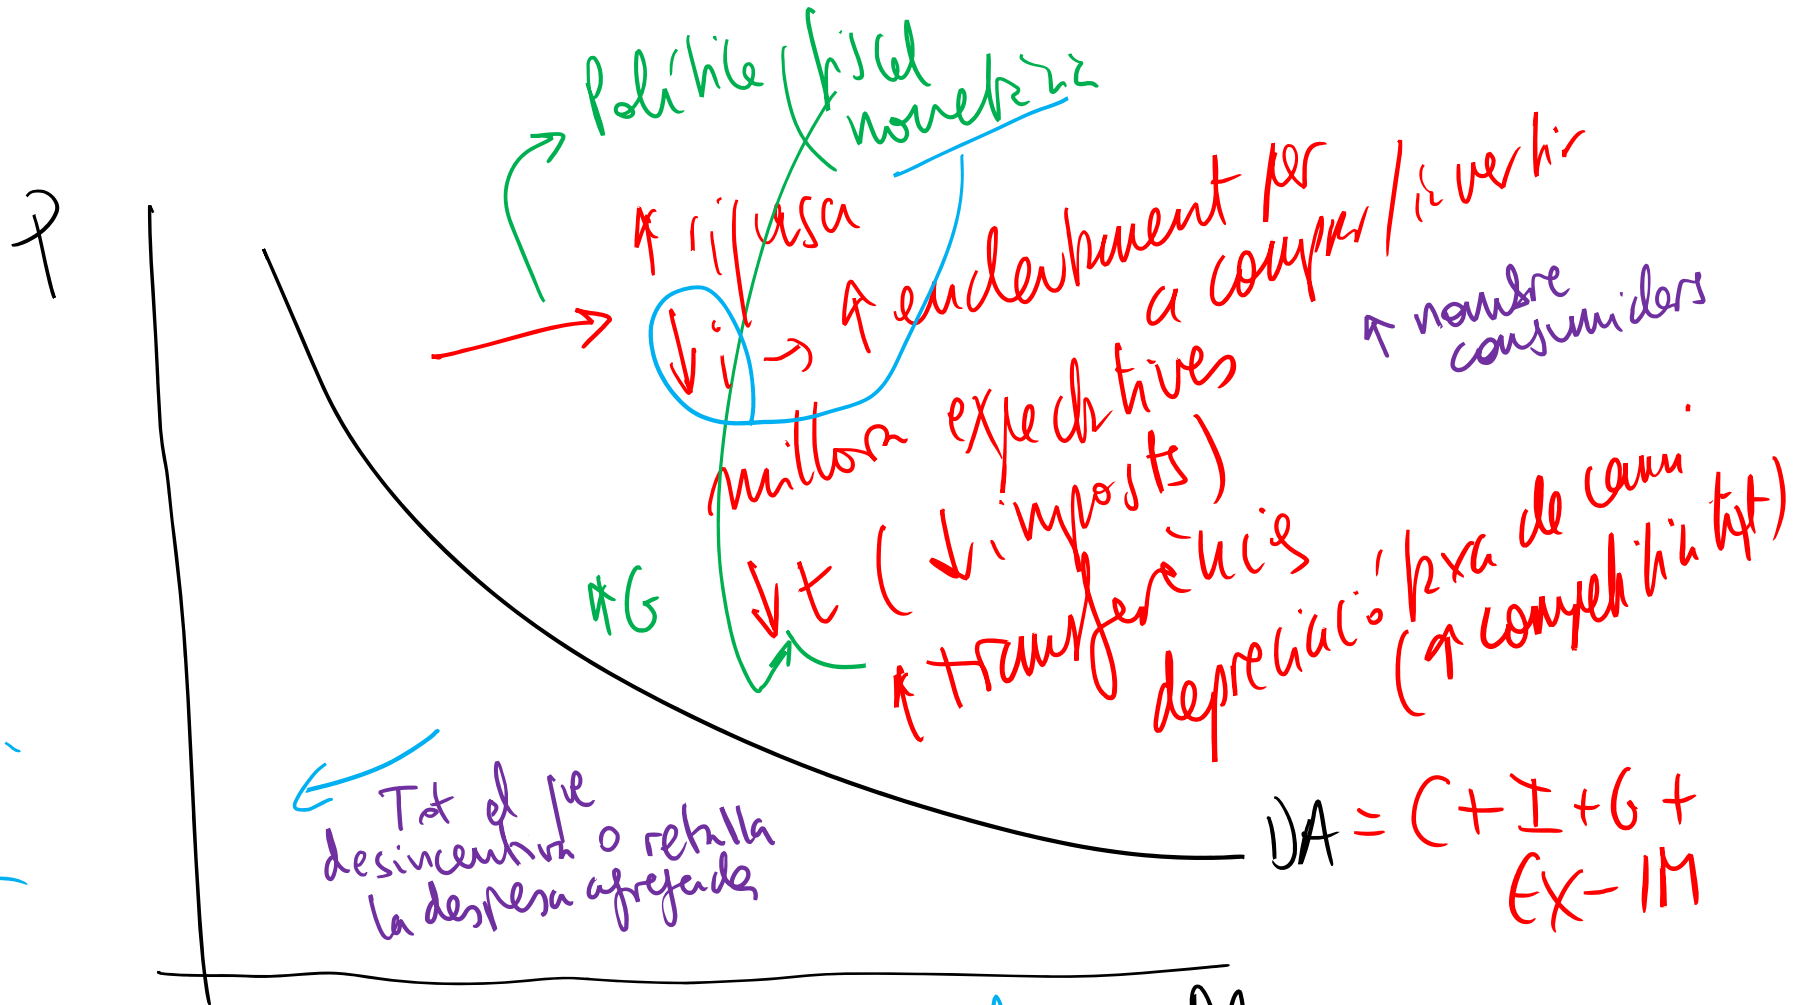 Política fiscal
monetària
P
↑ riquesa
↓ i → ↑ endeutament per
a comprar / invertir
↑ nombre
consumidors
millora expectatives
↓ t (↓ impostos)
↑ G
↑ transferències
depreciació taxa de canvi
(↑ competitivitat)
Tot el que
desincentiva o retalla
la despesa agregada
DA = C + I + G +
EX - IM